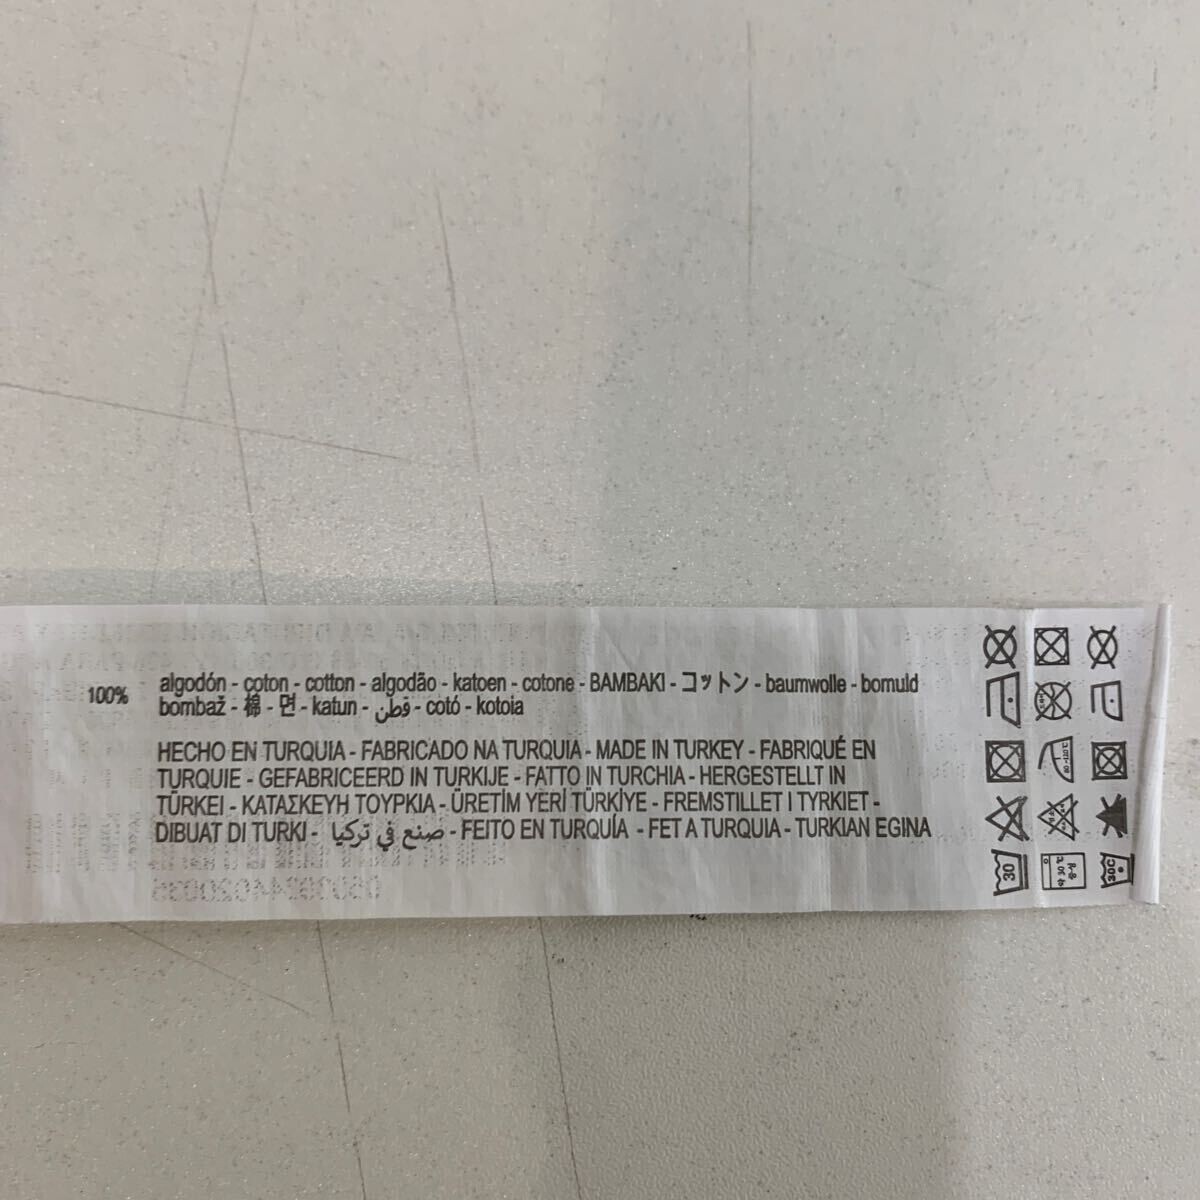 100%
algodón - coton - cotton - algodão - katoen - cotone - BAMBAKI - コットン - baumwolle - bomuld
bombaž - 棉 - 면 - katun - قطن - cotó - kotoia
HECHO EN TURQUIA - FABRICADO NA TURQUIA - MADE IN TURKEY - FABRIQUÉ EN
TURQUIE - GEFABRICEERD IN TURKIJE - FATTO IN TURCHIA - HERGESTELLT IN
TÜRKEI - ΚΑΤΑΣΚΕΥΗ ΤΟΥΡΚΙΑ - ÜRETİM YERİ TÜRKİYE - FREMSTILLET I TYRKIET -
DIBUAT DI TURKI - صنع في تركيا - FEITO EN TURQUÍA - FET A TURQUIA - TURKIAN EGINA
30
30C